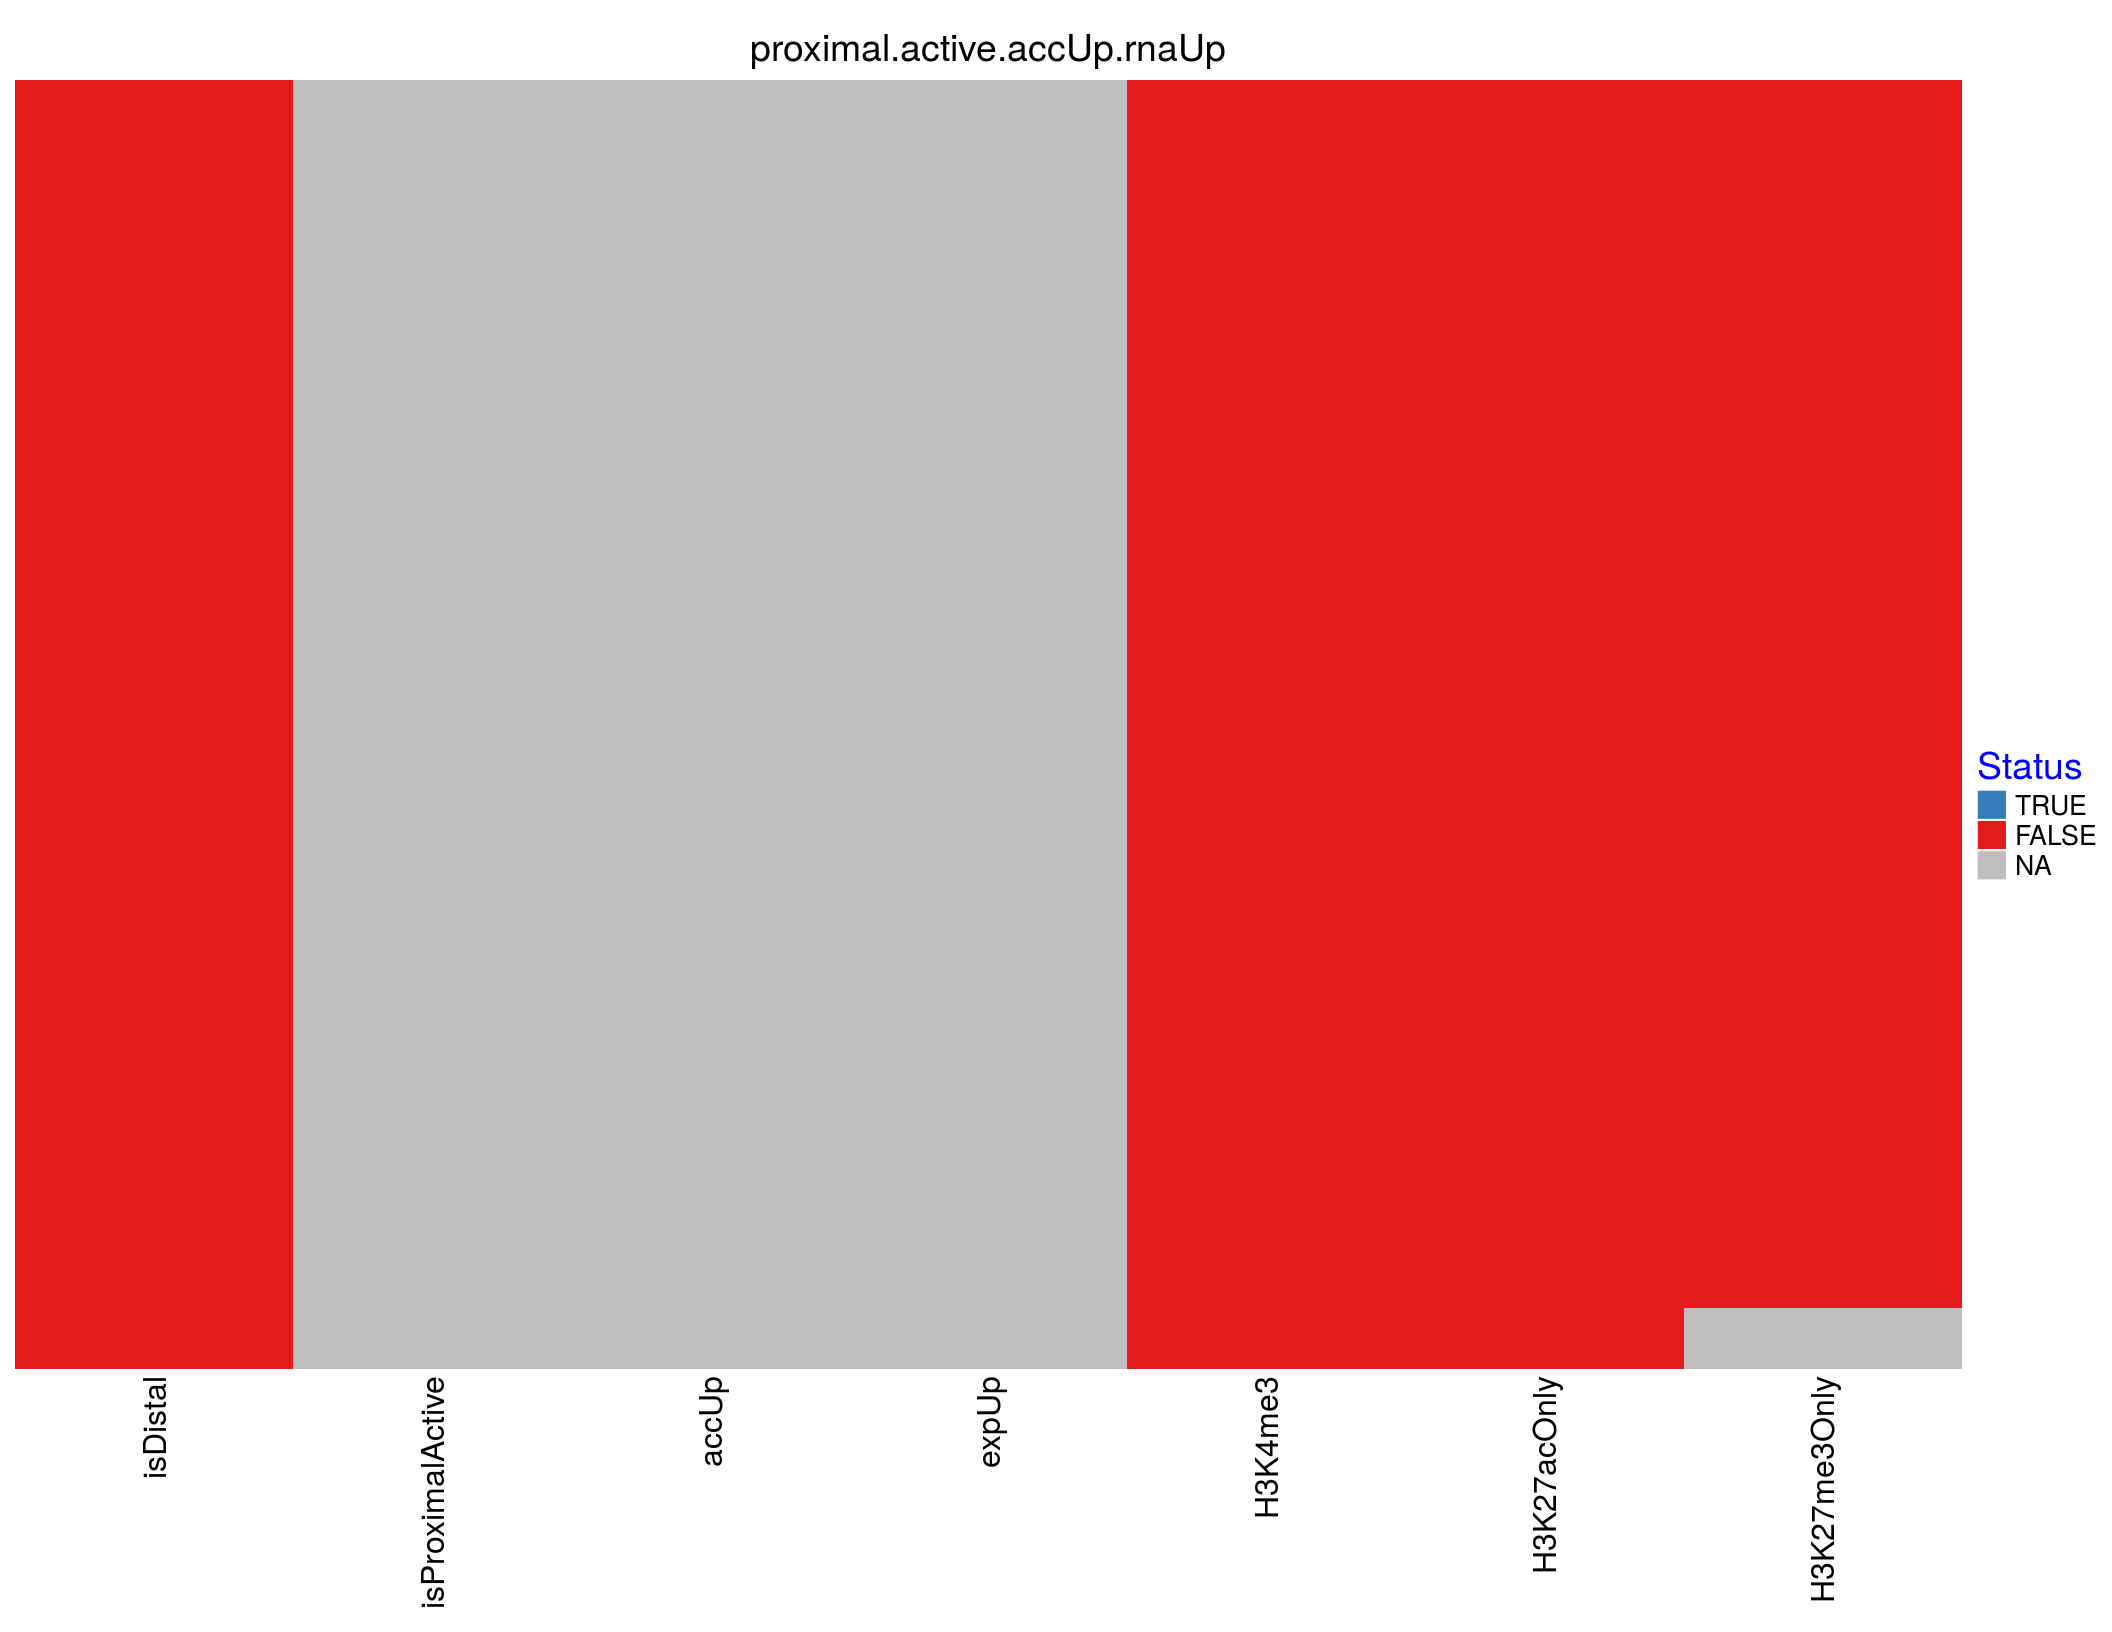 proximal.active.accUp.rnaUp
Status
TRUE
FALSE
NA
isDistal
isProximalActive
accUp
expUp
H3K4me3
H3K27acOnly
H3K27me3Only